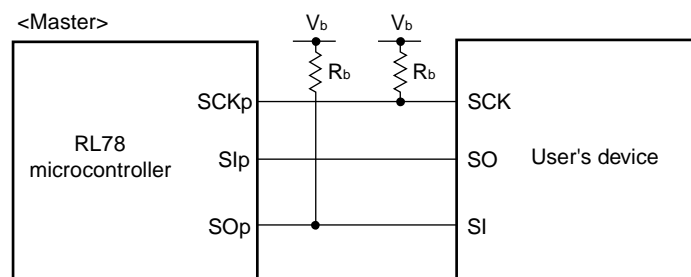 <Master>
Vb Vb
Rb Rb
SCKp SCK
RL78
microcontroller
SIp SO
User's device
SOp SI